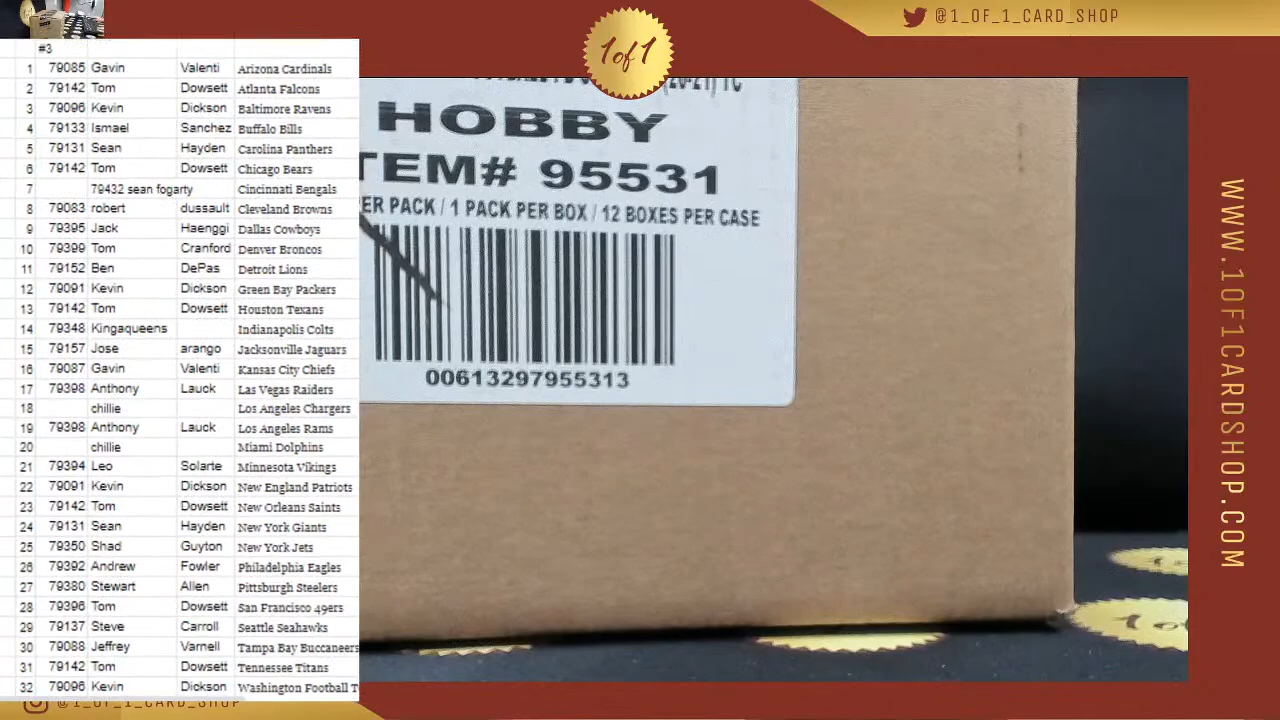 @1_OF_1_CARD_SHOP
1of1
#3
1 79085 Gavin Valenti Arizona Cardinals
2 79142 Tom Dowsett Atlanta Falcons
3 79096 Kevin Dickson Baltimore Ravens
4 79133 Ismael Sanchez Buffalo Bills
5 79131 Sean Hayden Carolina Panthers
6 79142 Tom Dowsett Chicago Bears
7 79432 sean fogarty Cincinnati Bengals
8 79083 robert dussault Cleveland Browns
9 79395 Jack Haenggi Dallas Cowboys
10 79399 Tom Cranford Denver Broncos
11 79152 Ben DePas Detroit Lions
12 79091 Kevin Dickson Green Bay Packers
13 79142 Tom Dowsett Houston Texans
14 79348 Kingaqueens Indianapolis Colts
15 79157 Jose arango Jacksonville Jaguars
16 79087 Gavin Valenti Kansas City Chiefs
17 79398 Anthony Lauck Las Vegas Raiders
18 chillie Los Angeles Chargers
19 79398 Anthony Lauck Los Angeles Rams
20 chillie Miami Dolphins
21 79394 Leo Solarte Minnesota Vikings
22 79091 Kevin Dickson New England Patriots
23 79142 Tom Dowsett New Orleans Saints
24 79131 Sean Hayden New York Giants
25 79350 Shad Guyton New York Jets
26 79392 Andrew Fowler Philadelphia Eagles
27 79380 Stewart Allen Pittsburgh Steelers
28 79396 Tom Dowsett San Francisco 49ers
29 79137 Steve Carroll Seattle Seahawks
30 79088 Jeffrey Varnell Tampa Bay Buccaneers
31 79142 Tom Dowsett Tennessee Titans
32 79096 Kevin Dickson Washington Football T
(20-21) TC
HOBBY
TEM# 95531
ER PACK / 1 PACK PER BOX / 12 BOXES PER CASE
00613297955313
WWW.1OF1CARDSHOP.COM
@1_OF_1_CARD_SHOP